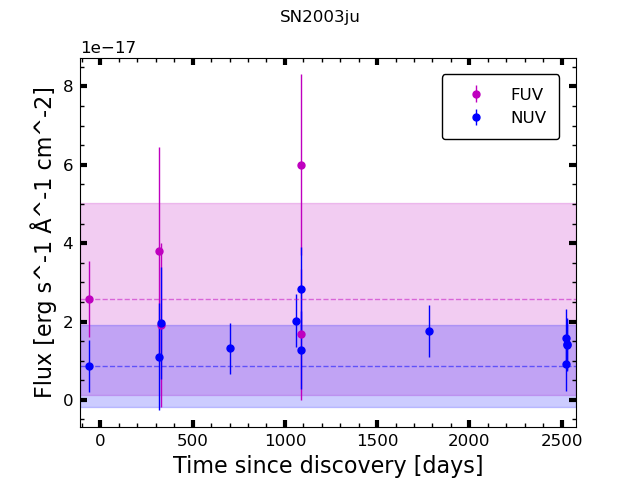 SN2003ju
1e−17
8
6
4
2
0
Flux [erg s^-1 Å^-1 cm^-2]
FUV
NUV
0 500 1000 1500 2000 2500
Time since discovery [days]